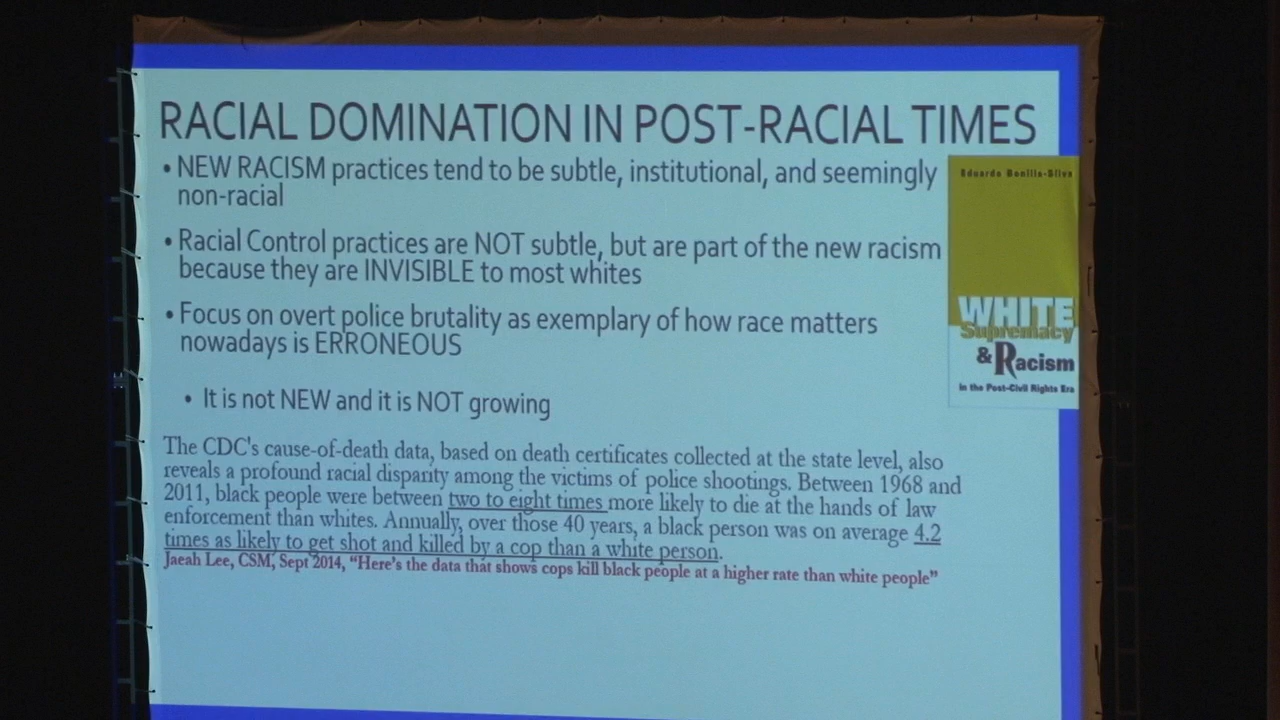 RACIAL DOMINATION IN POST-RACIAL TIMES
• NEW RACISM practices tend to be subtle, institutional, and seemingly
non-racial
• Racial Control practices are NOT subtle, but are part of the new racism
because they are INVISIBLE to most whites
• Focus on overt police brutality as exemplary of how race matters
nowadays is ERRONEOUS
• It is not NEW and it is NOT growing
The CDC's cause-of-death data, based on death certificates collected at the state level, also
reveals a profound racial disparity among the victims of police shootings. Between 1968 and
2011, black people were between two to eight times more likely to die at the hands of law
enforcement than whites. Annually, over those 40 years, a black person was on average 4.2
times as likely to get shot and killed by a cop than a white person.
Jaeah Lee, CSM, Sept 2014, “Here's the data that shows cops kill black people at a higher rate than white people”
Eduardo Bonilla-Silva
WHITE
Supremacy
& Racism
in the Post-Civil Rights Era